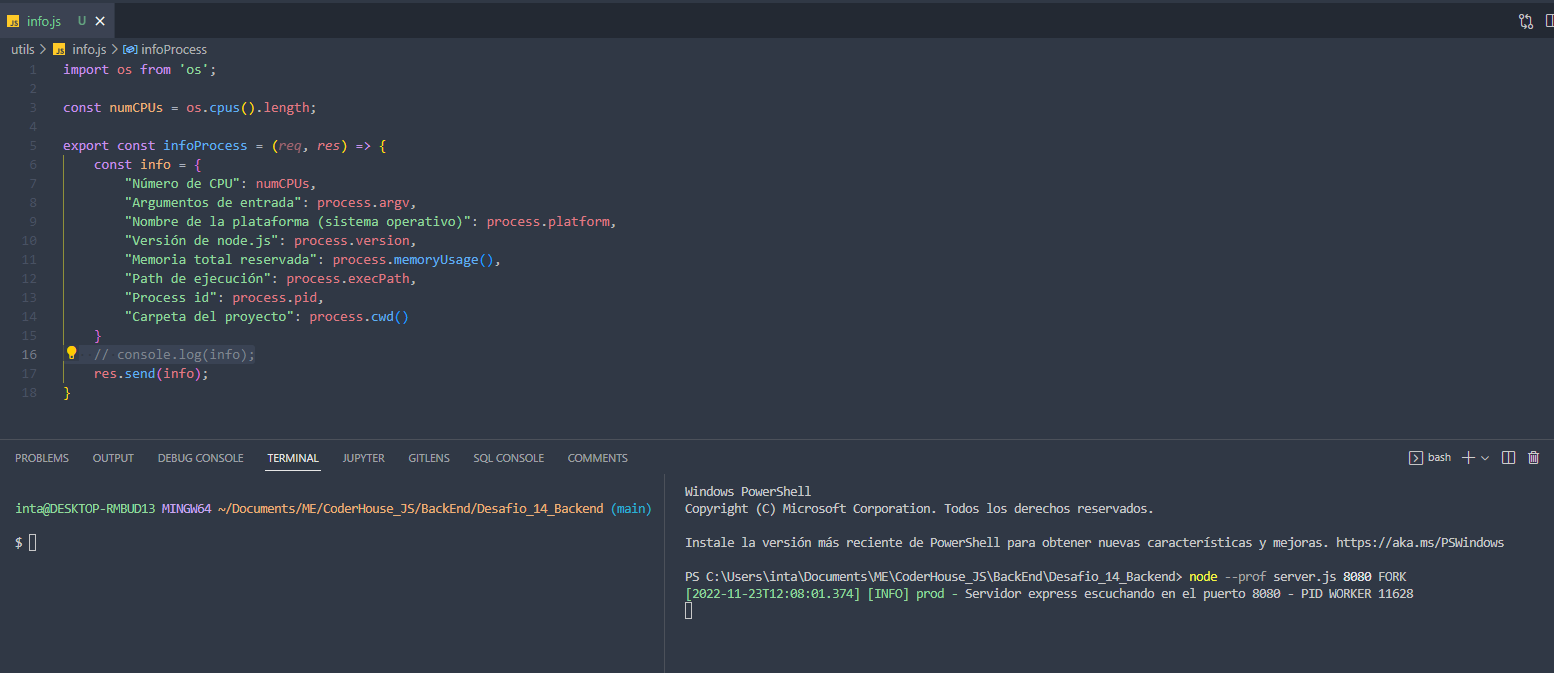 JS info.js U
utils > JS info.js > infoProcess
1 import os from 'os';
2
3 const numCPUs = os.cpus().length;
4
5 export const infoProcess = (req, res) => {
6 const info = {
7 "Número de CPU": numCPUs,
8 "Argumentos de entrada": process.argv,
9 "Nombre de la plataforma (sistema operativo)": process.platform,
10 "Versión de node.js": process.version,
11 "Memoria total reservada": process.memoryUsage(),
12 "Path de ejecución": process.execPath,
13 "Process id": process.pid,
14 "Carpeta del proyecto": process.cwd()
15 }
16 // console.log(info);
17 res.send(info);
18 }
PROBLEMS OUTPUT DEBUG CONSOLE TERMINAL JUPYTER GITLENS SQL CONSOLE COMMENTS bash
inta@DESKTOP-RMBUD13 MINGW64 ~/Documents/ME/CoderHouse_JS/BackEnd/Desafio_14_Backend (main)
$
Windows PowerShell
Copyright (C) Microsoft Corporation. Todos los derechos reservados.
Instale la versión más reciente de PowerShell para obtener nuevas características y mejoras. https://aka.ms/PSWindows
PS C:\Users\inta\Documents\ME\CoderHouse_JS\BackEnd\Desafio_14_Backend> node --prof server.js 8080 FORK
[2022-11-23T12:08:01.374] [INFO] prod - Servidor express escuchando en el puerto 8080 - PID WORKER 11628